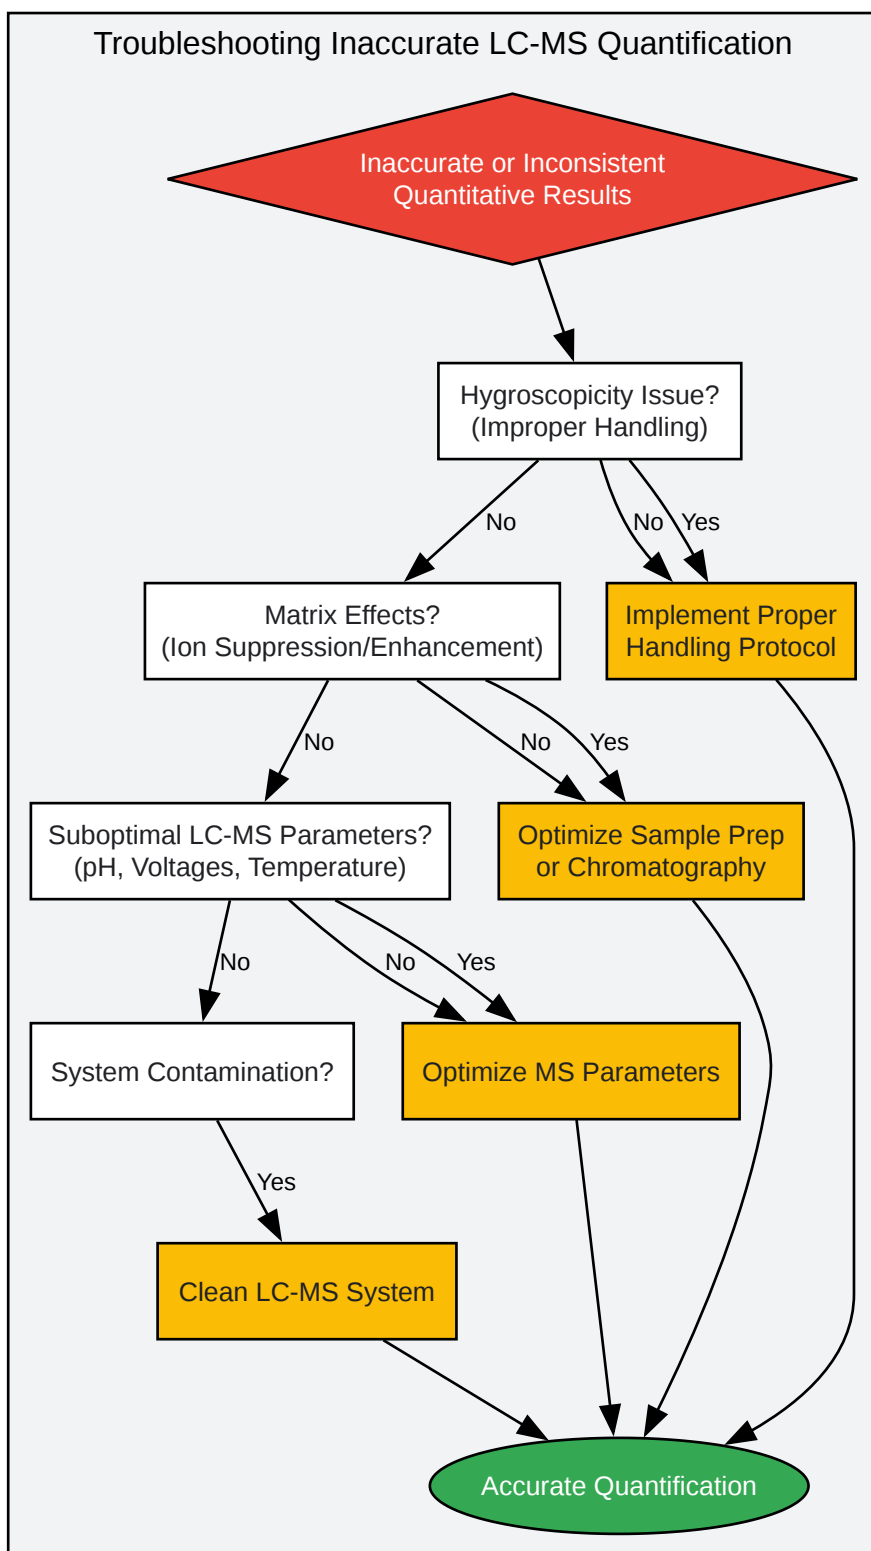 Troubleshooting Inaccurate LC-MS Quantification
Inaccurate or Inconsistent
Quantitative Results
Hygroscopicity Issue?
(Improper Handling)
No
No
Yes
Matrix Effects?
(Ion Suppression/Enhancement)
Implement Proper
Handling Protocol
No
No
Yes
Suboptimal LC-MS Parameters?
(pH, Voltages, Temperature)
Optimize Sample Prep
or Chromatography
No
No
Yes
System Contamination?
Optimize MS Parameters
Yes
Clean LC-MS System
Accurate Quantification